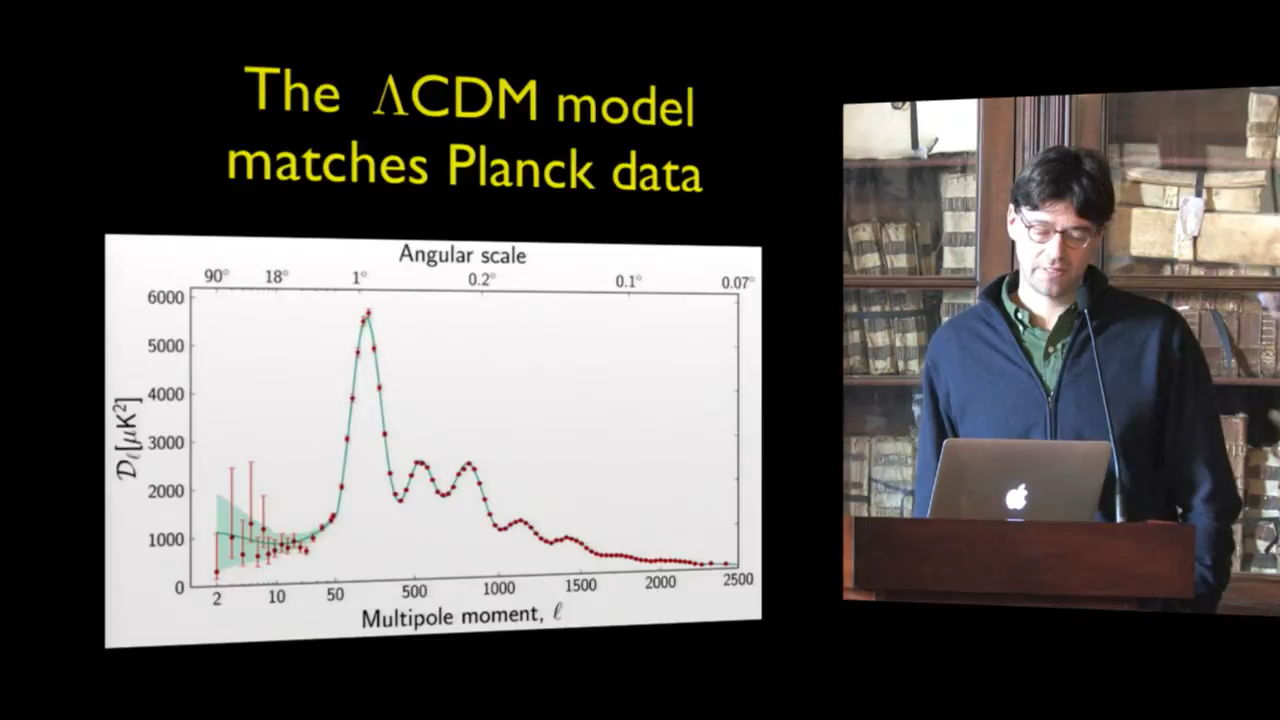 The ΛCDM model
matches Planck data
Angular scale
90° 18° 1° 0.2° 0.1° 0.07°
6000
5000
4000
3000
2000
1000
0
𝒟ℓ[μK²]
2 10 50 500 1000 1500 2000 2500
Multipole moment, ℓ